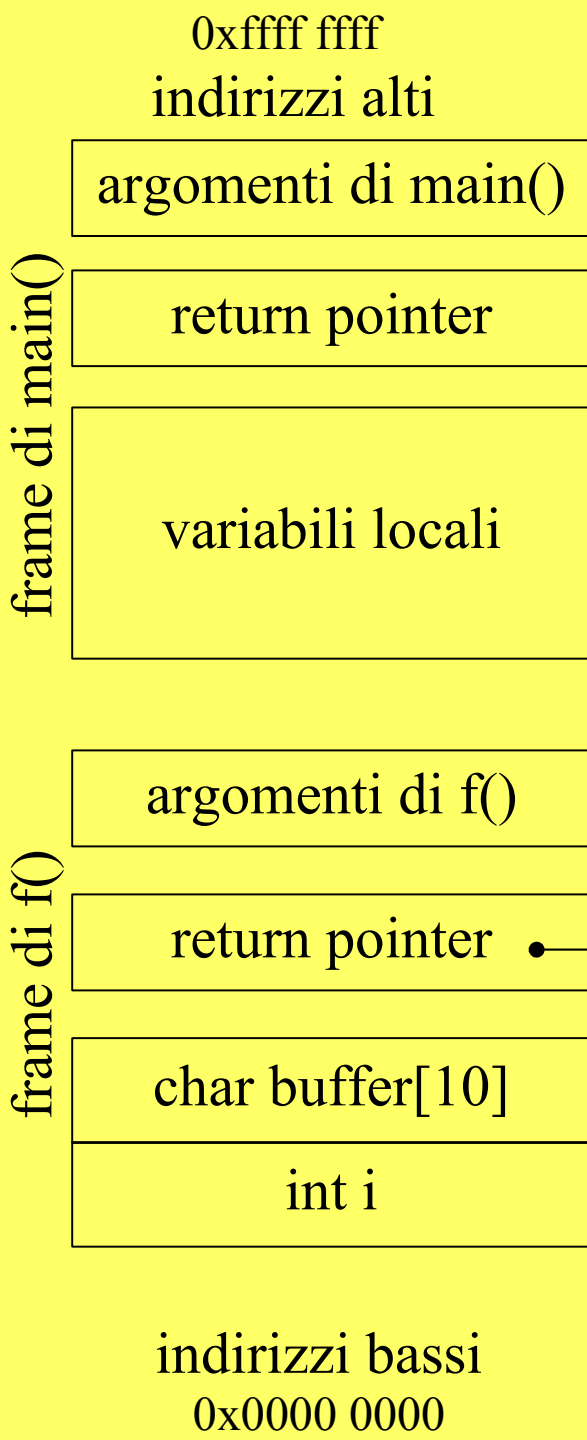 0xffff ffff
indirizzi alti
argomenti di main()
return pointer
variabili locali
frame di main()
argomenti di f()
return pointer
char buffer[10]
int i
frame di f()
indirizzi bassi
0x0000 0000